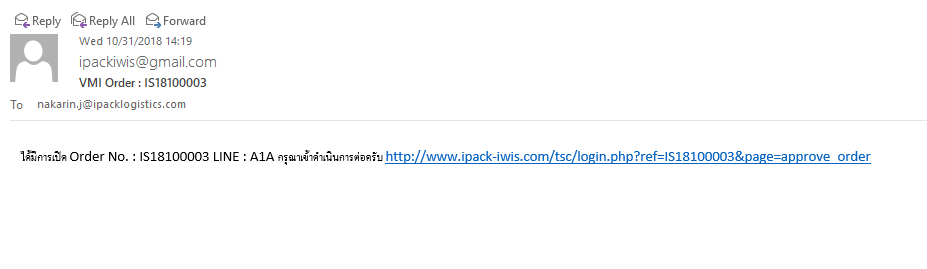 Reply Reply All Forward
Wed 10/31/2018 14:19
ipackiwis@gmail.com
VMI Order : IS18100003
To nakarin.j@ipacklogistics.com
ได้มีการเปิด Order No. : IS18100003 LINE : A1A กรุณาเข้าดำเนินการต่อครับ http://www.ipack-iwis.com/tsc/login.php?ref=IS18100003&page=approve_order